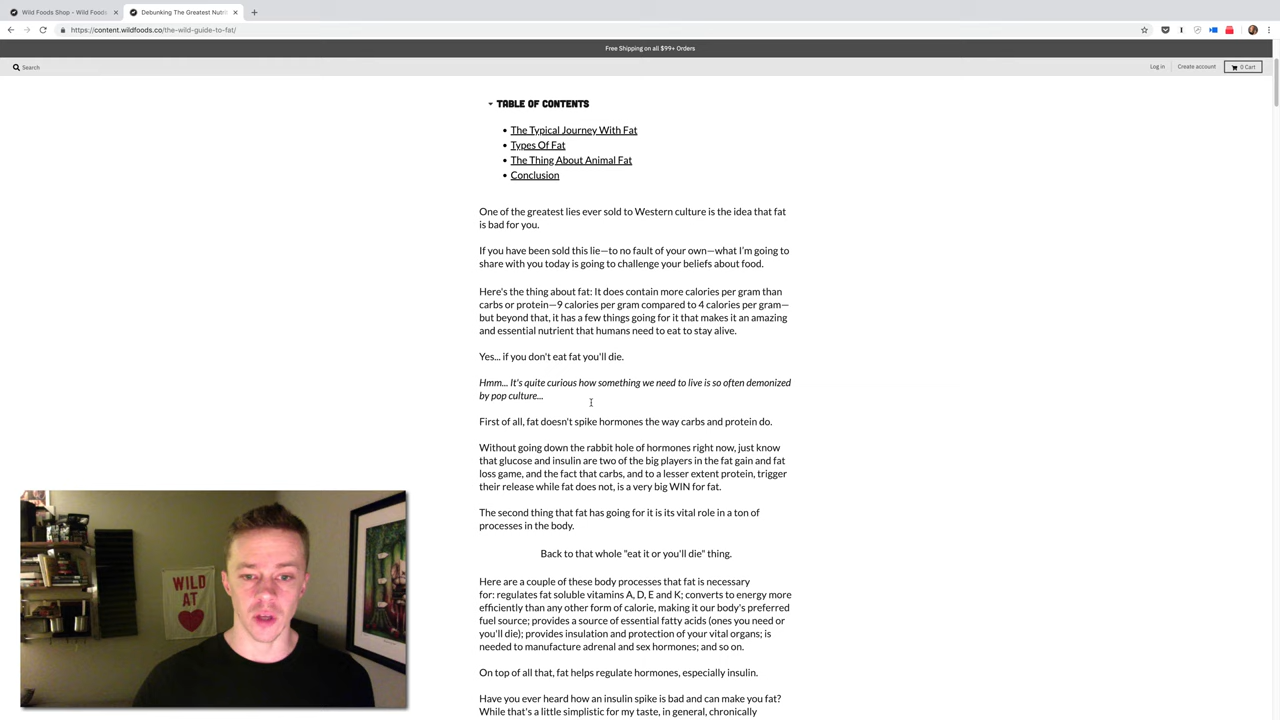 Wild Foods Shop - Wild Foods
Debunking The Greatest Nutri
https://content.wildfoods.co/the-wild-guide-to-fat/
Free Shipping on all $99+ Orders
Search
Log in
Create account
0 Cart
TABLE OF CONTENTS
• The Typical Journey With Fat
• Types Of Fat
• The Thing About Animal Fat
• Conclusion
One of the greatest lies ever sold to Western culture is the idea that fat
is bad for you.
If you have been sold this lie—to no fault of your own—what I'm going to
share with you today is going to challenge your beliefs about food.
Here's the thing about fat: It does contain more calories per gram than
carbs or protein—9 calories per gram compared to 4 calories per gram—
but beyond that, it has a few things going for it that makes it an amazing
and essential nutrient that humans need to eat to stay alive.
Yes... if you don't eat fat you'll die.
Hmm... It's quite curious how something we need to live is so often demonized
by pop culture...
First of all, fat doesn't spike hormones the way carbs and protein do.
Without going down the rabbit hole of hormones right now, just know
that glucose and insulin are two of the big players in the fat gain and fat
loss game, and the fact that carbs, and to a lesser extent protein, trigger
their release while fat does not, is a very big WIN for fat.
The second thing that fat has going for it is its vital role in a ton of
processes in the body.
Back to that whole "eat it or you'll die" thing.
Here are a couple of these body processes that fat is necessary
for: regulates fat soluble vitamins A, D, E and K; converts to energy more
efficiently than any other form of calorie, making it our body's preferred
fuel source; provides a source of essential fatty acids (ones you need or
you'll die); provides insulation and protection of your vital organs; is
needed to manufacture adrenal and sex hormones; and so on.
On top of all that, fat helps regulate hormones, especially insulin.
Have you ever heard how an insulin spike is bad and can make you fat?
While that's a little simplistic for my taste, in general, chronically
WILD
AT